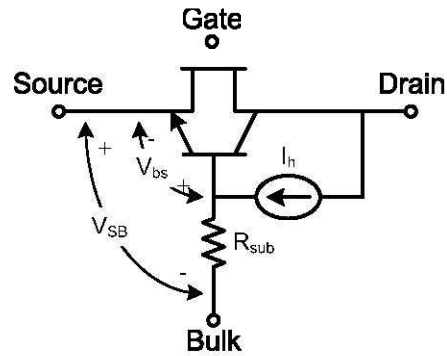 Gate
Source
Drain
+
-
V_bs
+
I_h
V_SB
R_sub
-
Bulk